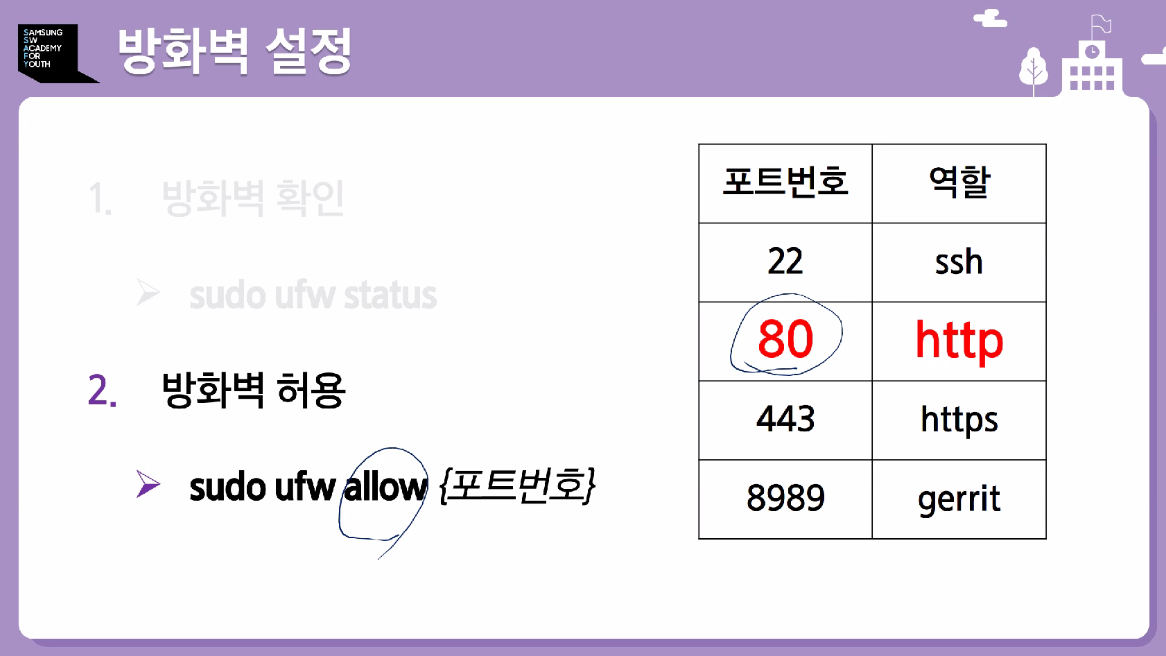 SAMSUNG
SW
ACADEMY
FOR
YOUTH
방화벽 설정
1. 방화벽 확인
sudo ufw status
2. 방화벽 허용
sudo ufw allow {포트번호}
포트번호 역할
22 ssh
80 http
443 https
8989 gerrit